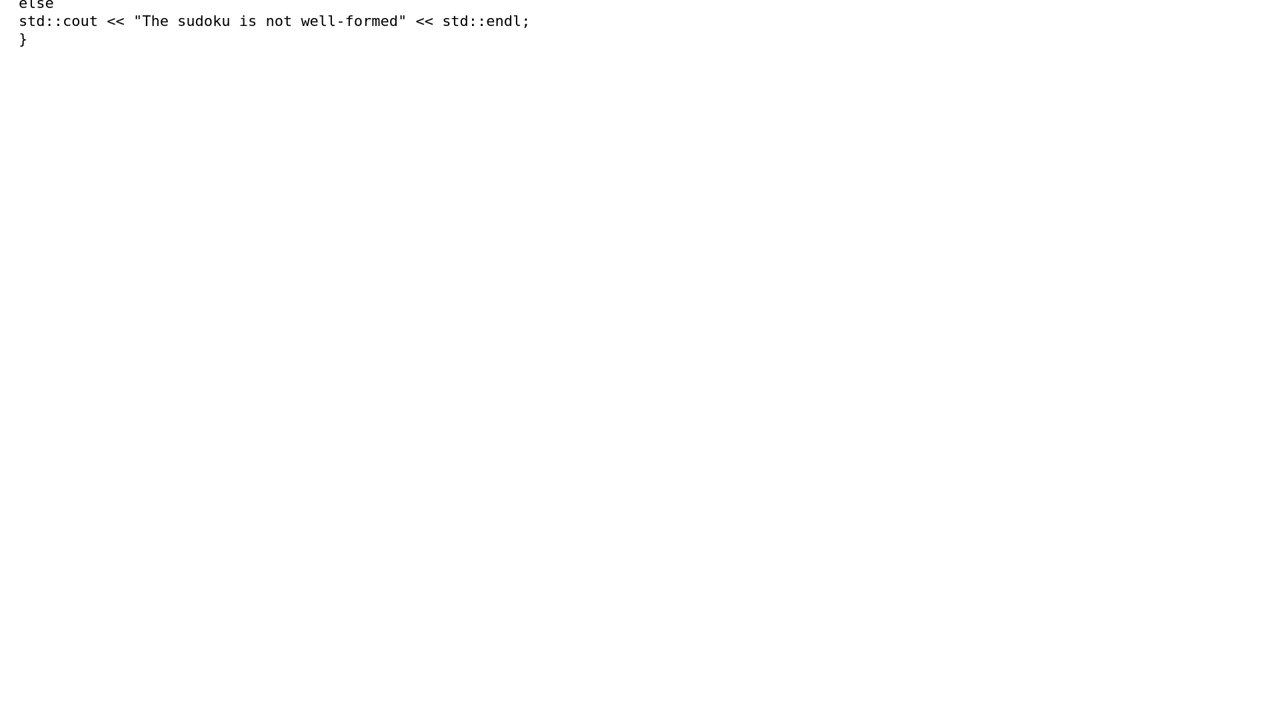 else
std::cout << "The sudoku is not well-formed" << std::endl;
}